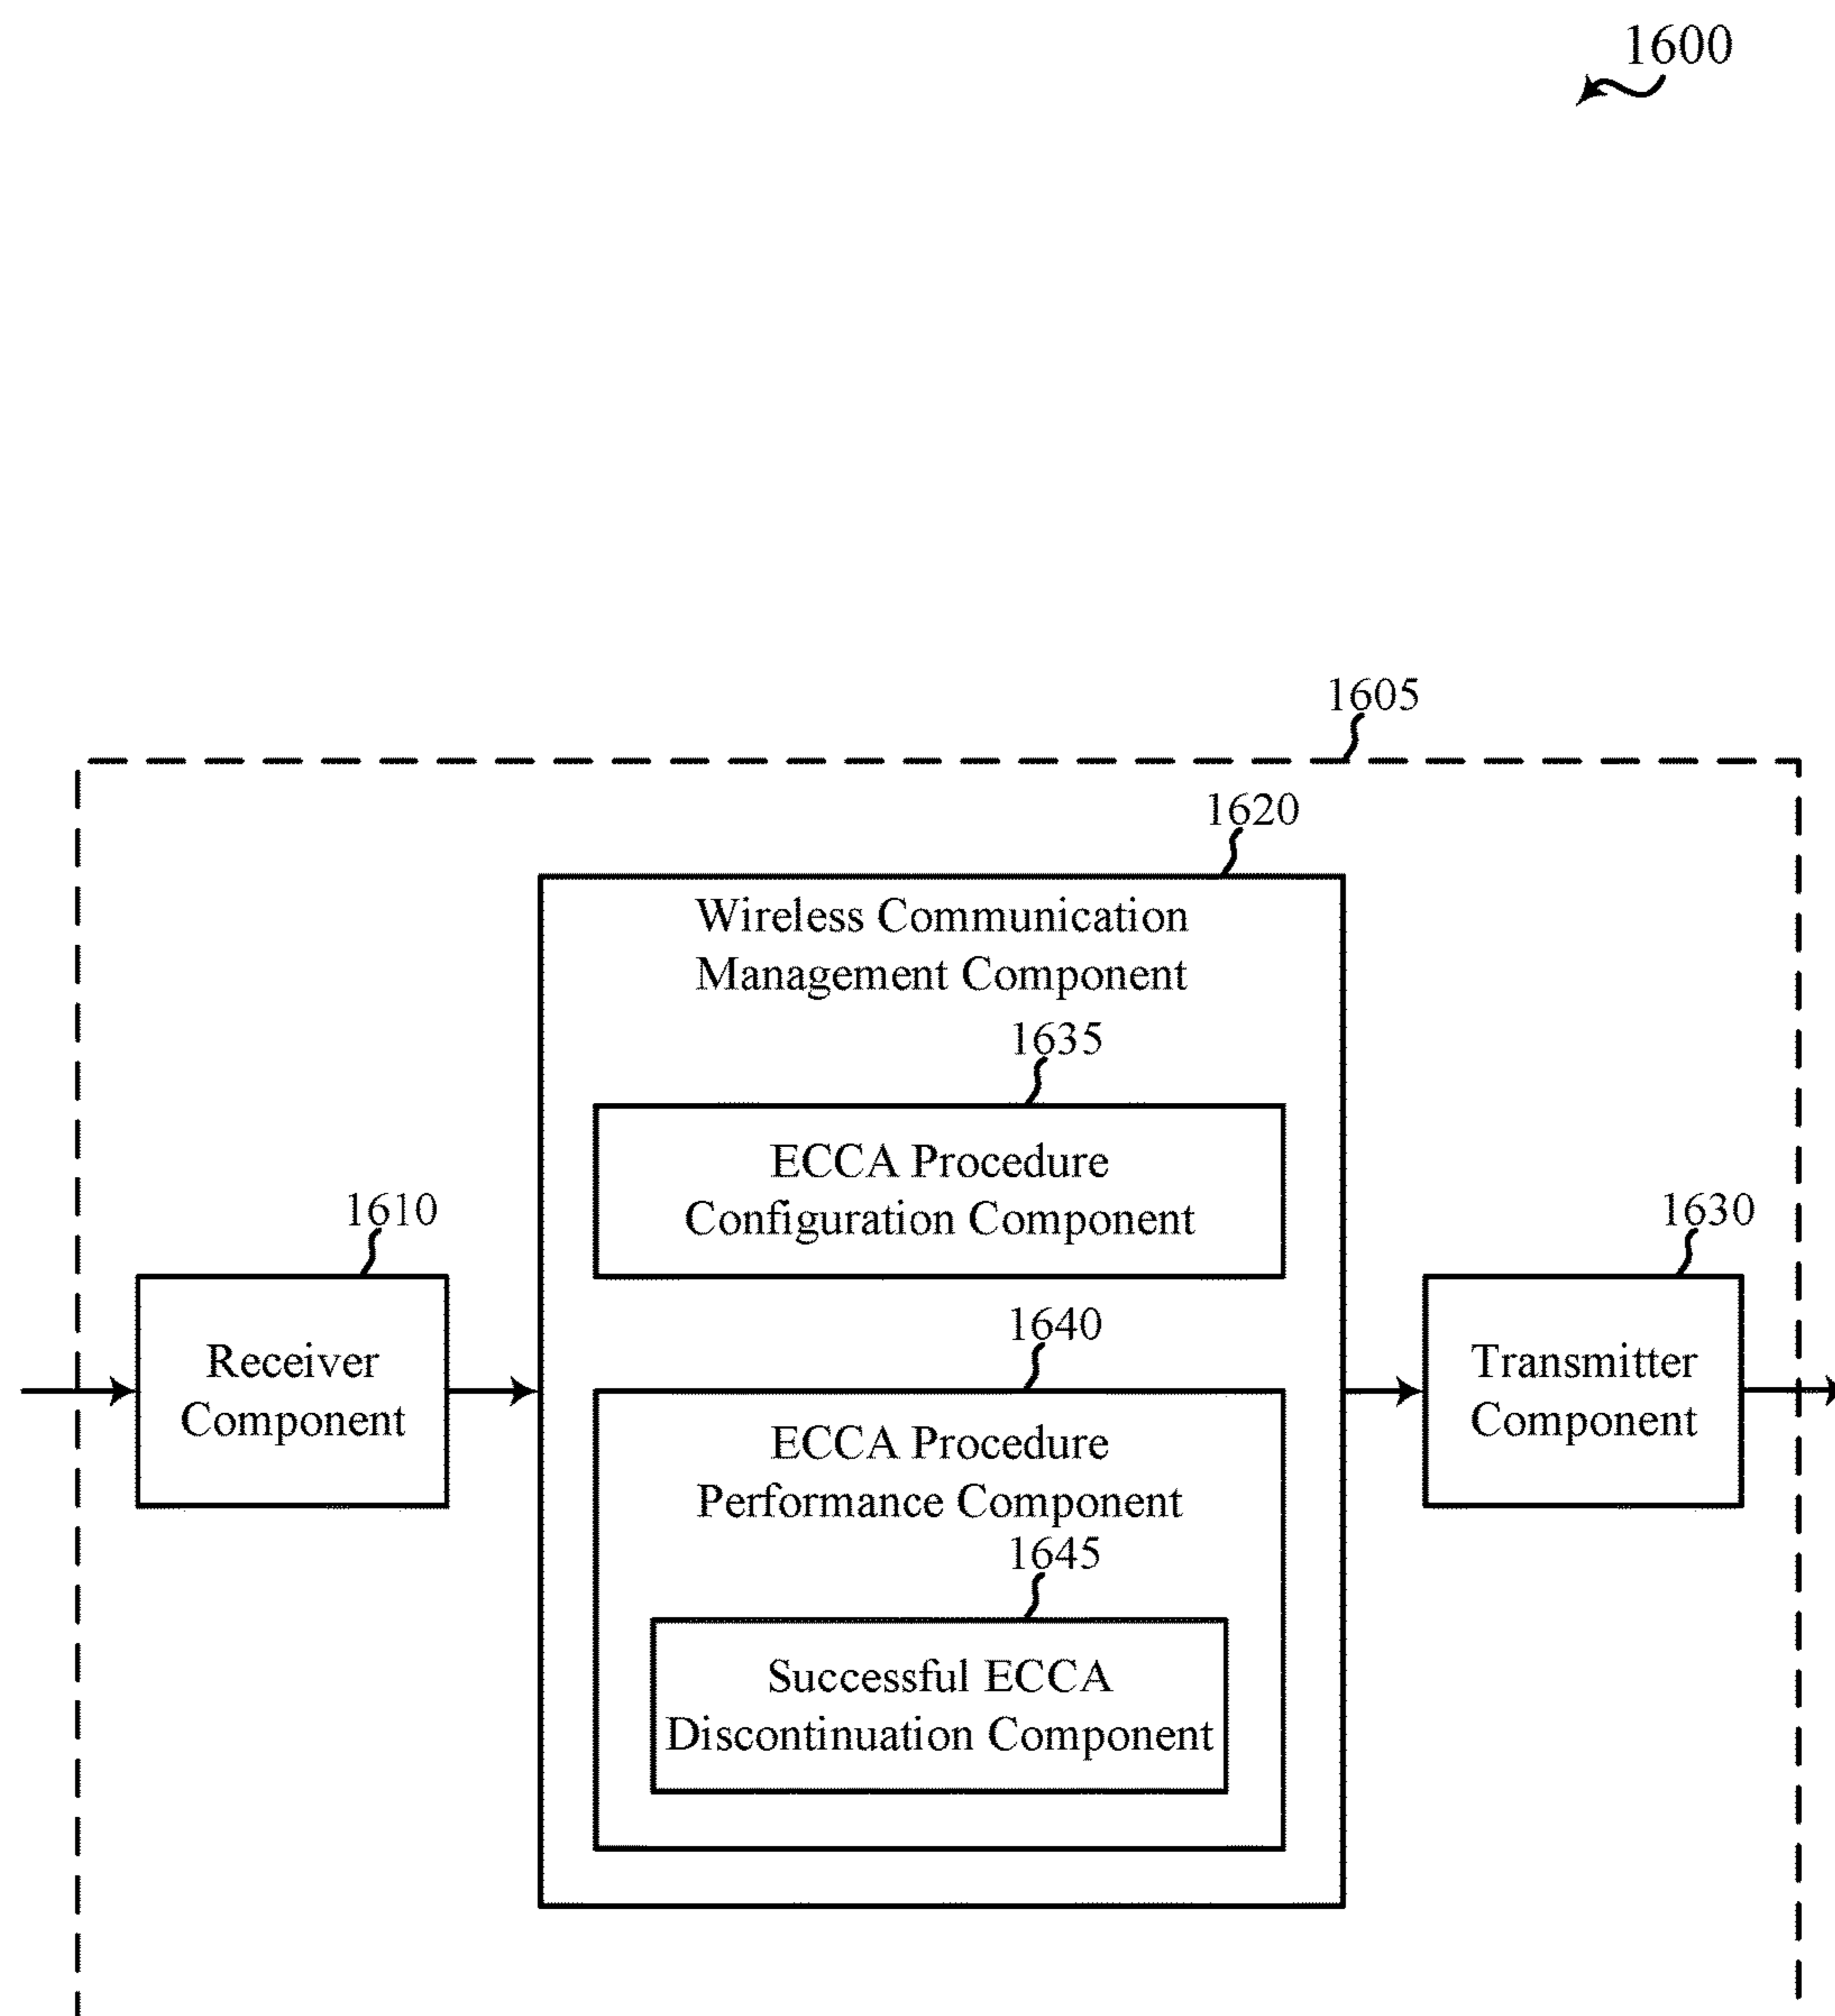 1600
1605
1620
Wireless Communication
Management Component
1635
ECCA Procedure
Configuration Component
1610
Receiver
Component
1630
Transmitter
Component
1640
ECCA Procedure
Performance Component
1645
Successful ECCA
Discontinuation Component